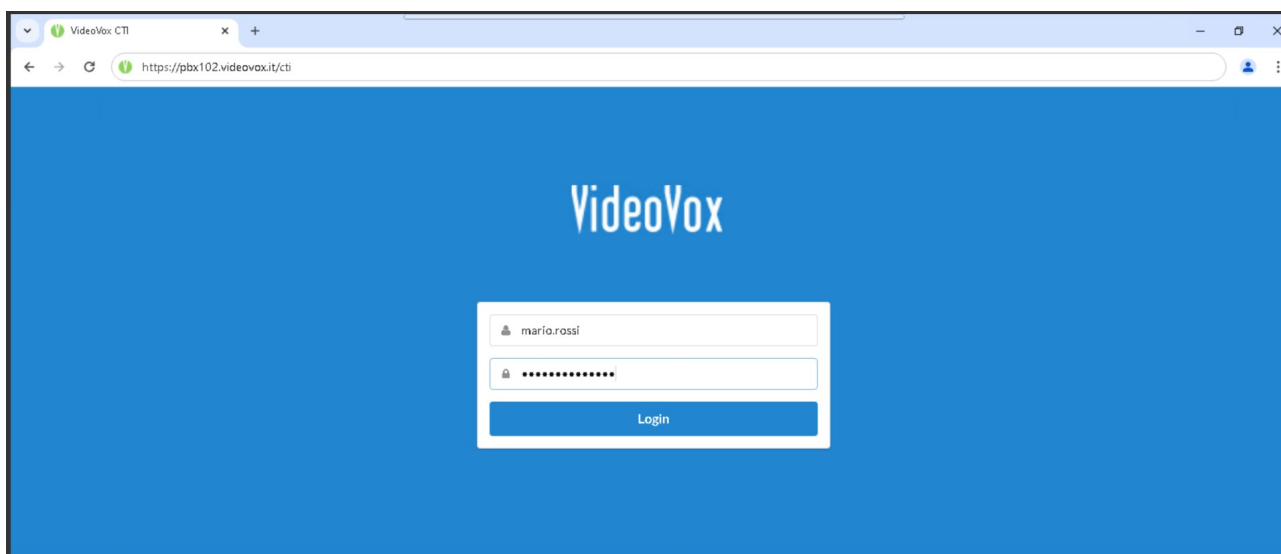 VideoVox CTI
https://pbx102.videovox.it/cti
VideoVox
mario.rossi
••••••••••••••
Login